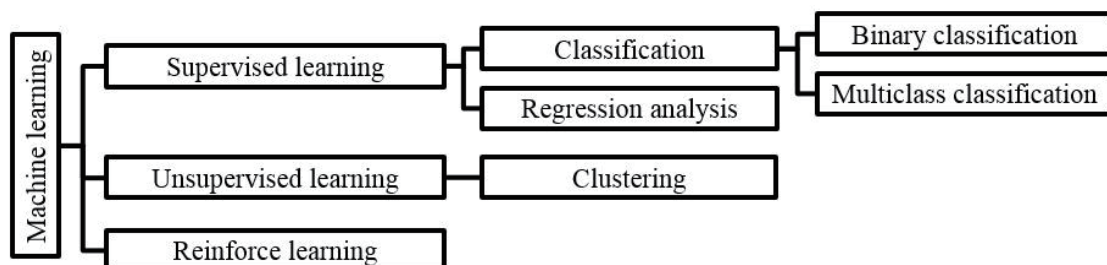 Machine learning
Supervised learning
Classification
Binary classification
Multiclass classification
Regression analysis
Unsupervised learning
Clustering
Reinforce learning